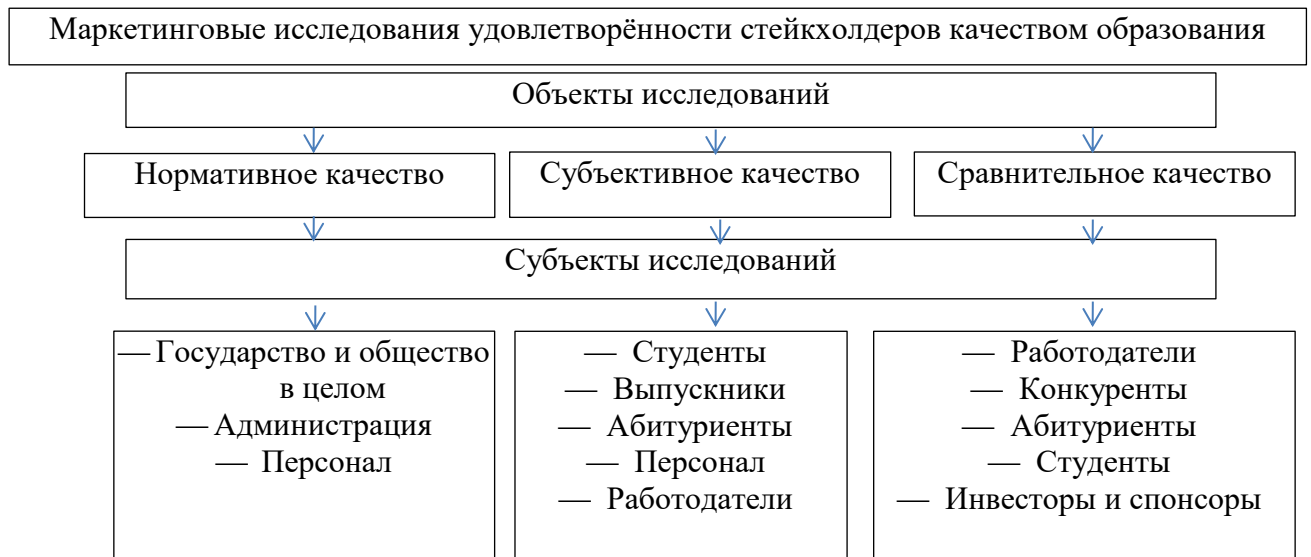 Маркетинговые исследования удовлетворённости стейкхолдеров качеством образования
Объекты исследований
Нормативное качество
Субъективное качество
Сравнительное качество
Субъекты исследований
— Государство и общество
в целом
— Администрация
— Персонал
— Студенты
— Выпускники
— Абитуриенты
— Персонал
— Работодатели
— Работодатели
— Конкуренты
— Абитуриенты
— Студенты
— Инвесторы и спонсоры